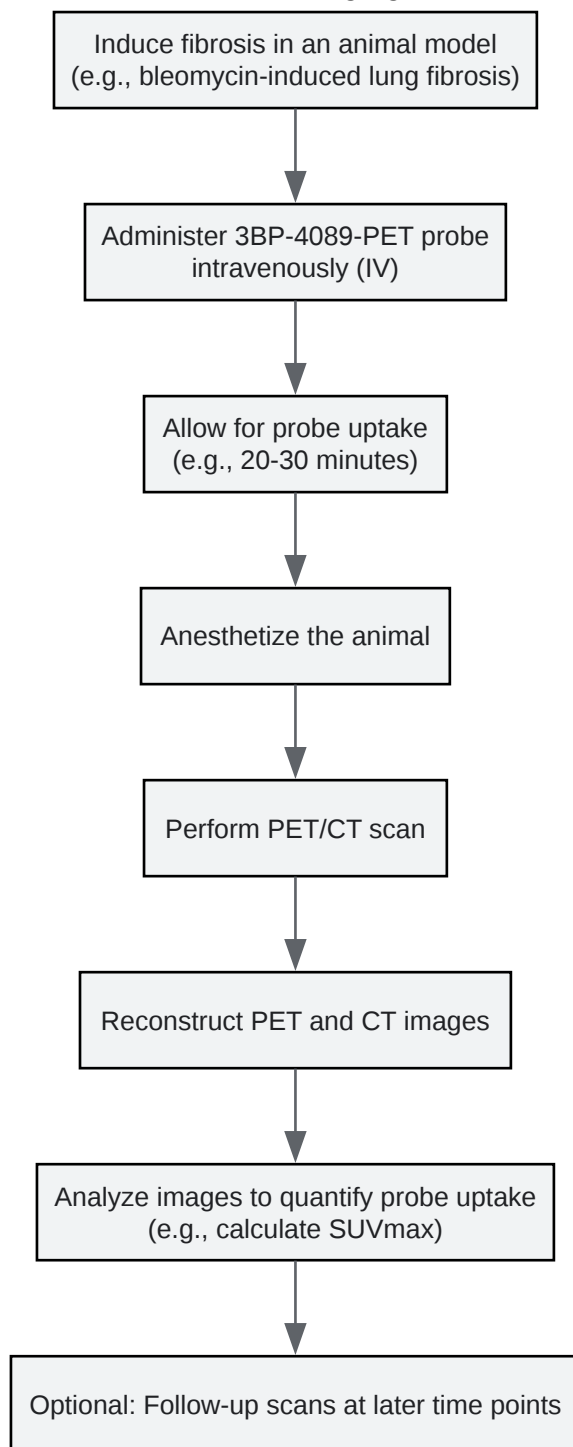 Induce fibrosis in an animal model
(e.g., bleomycin-induced lung fibrosis)
Administer 3BP-4089-PET probe
intravenously (IV)
Allow for probe uptake
(e.g., 20-30 minutes)
Anesthetize the animal
Perform PET/CT scan
Reconstruct PET and CT images
Analyze images to quantify probe uptake
(e.g., calculate SUVmax)
Optional: Follow-up scans at later time points